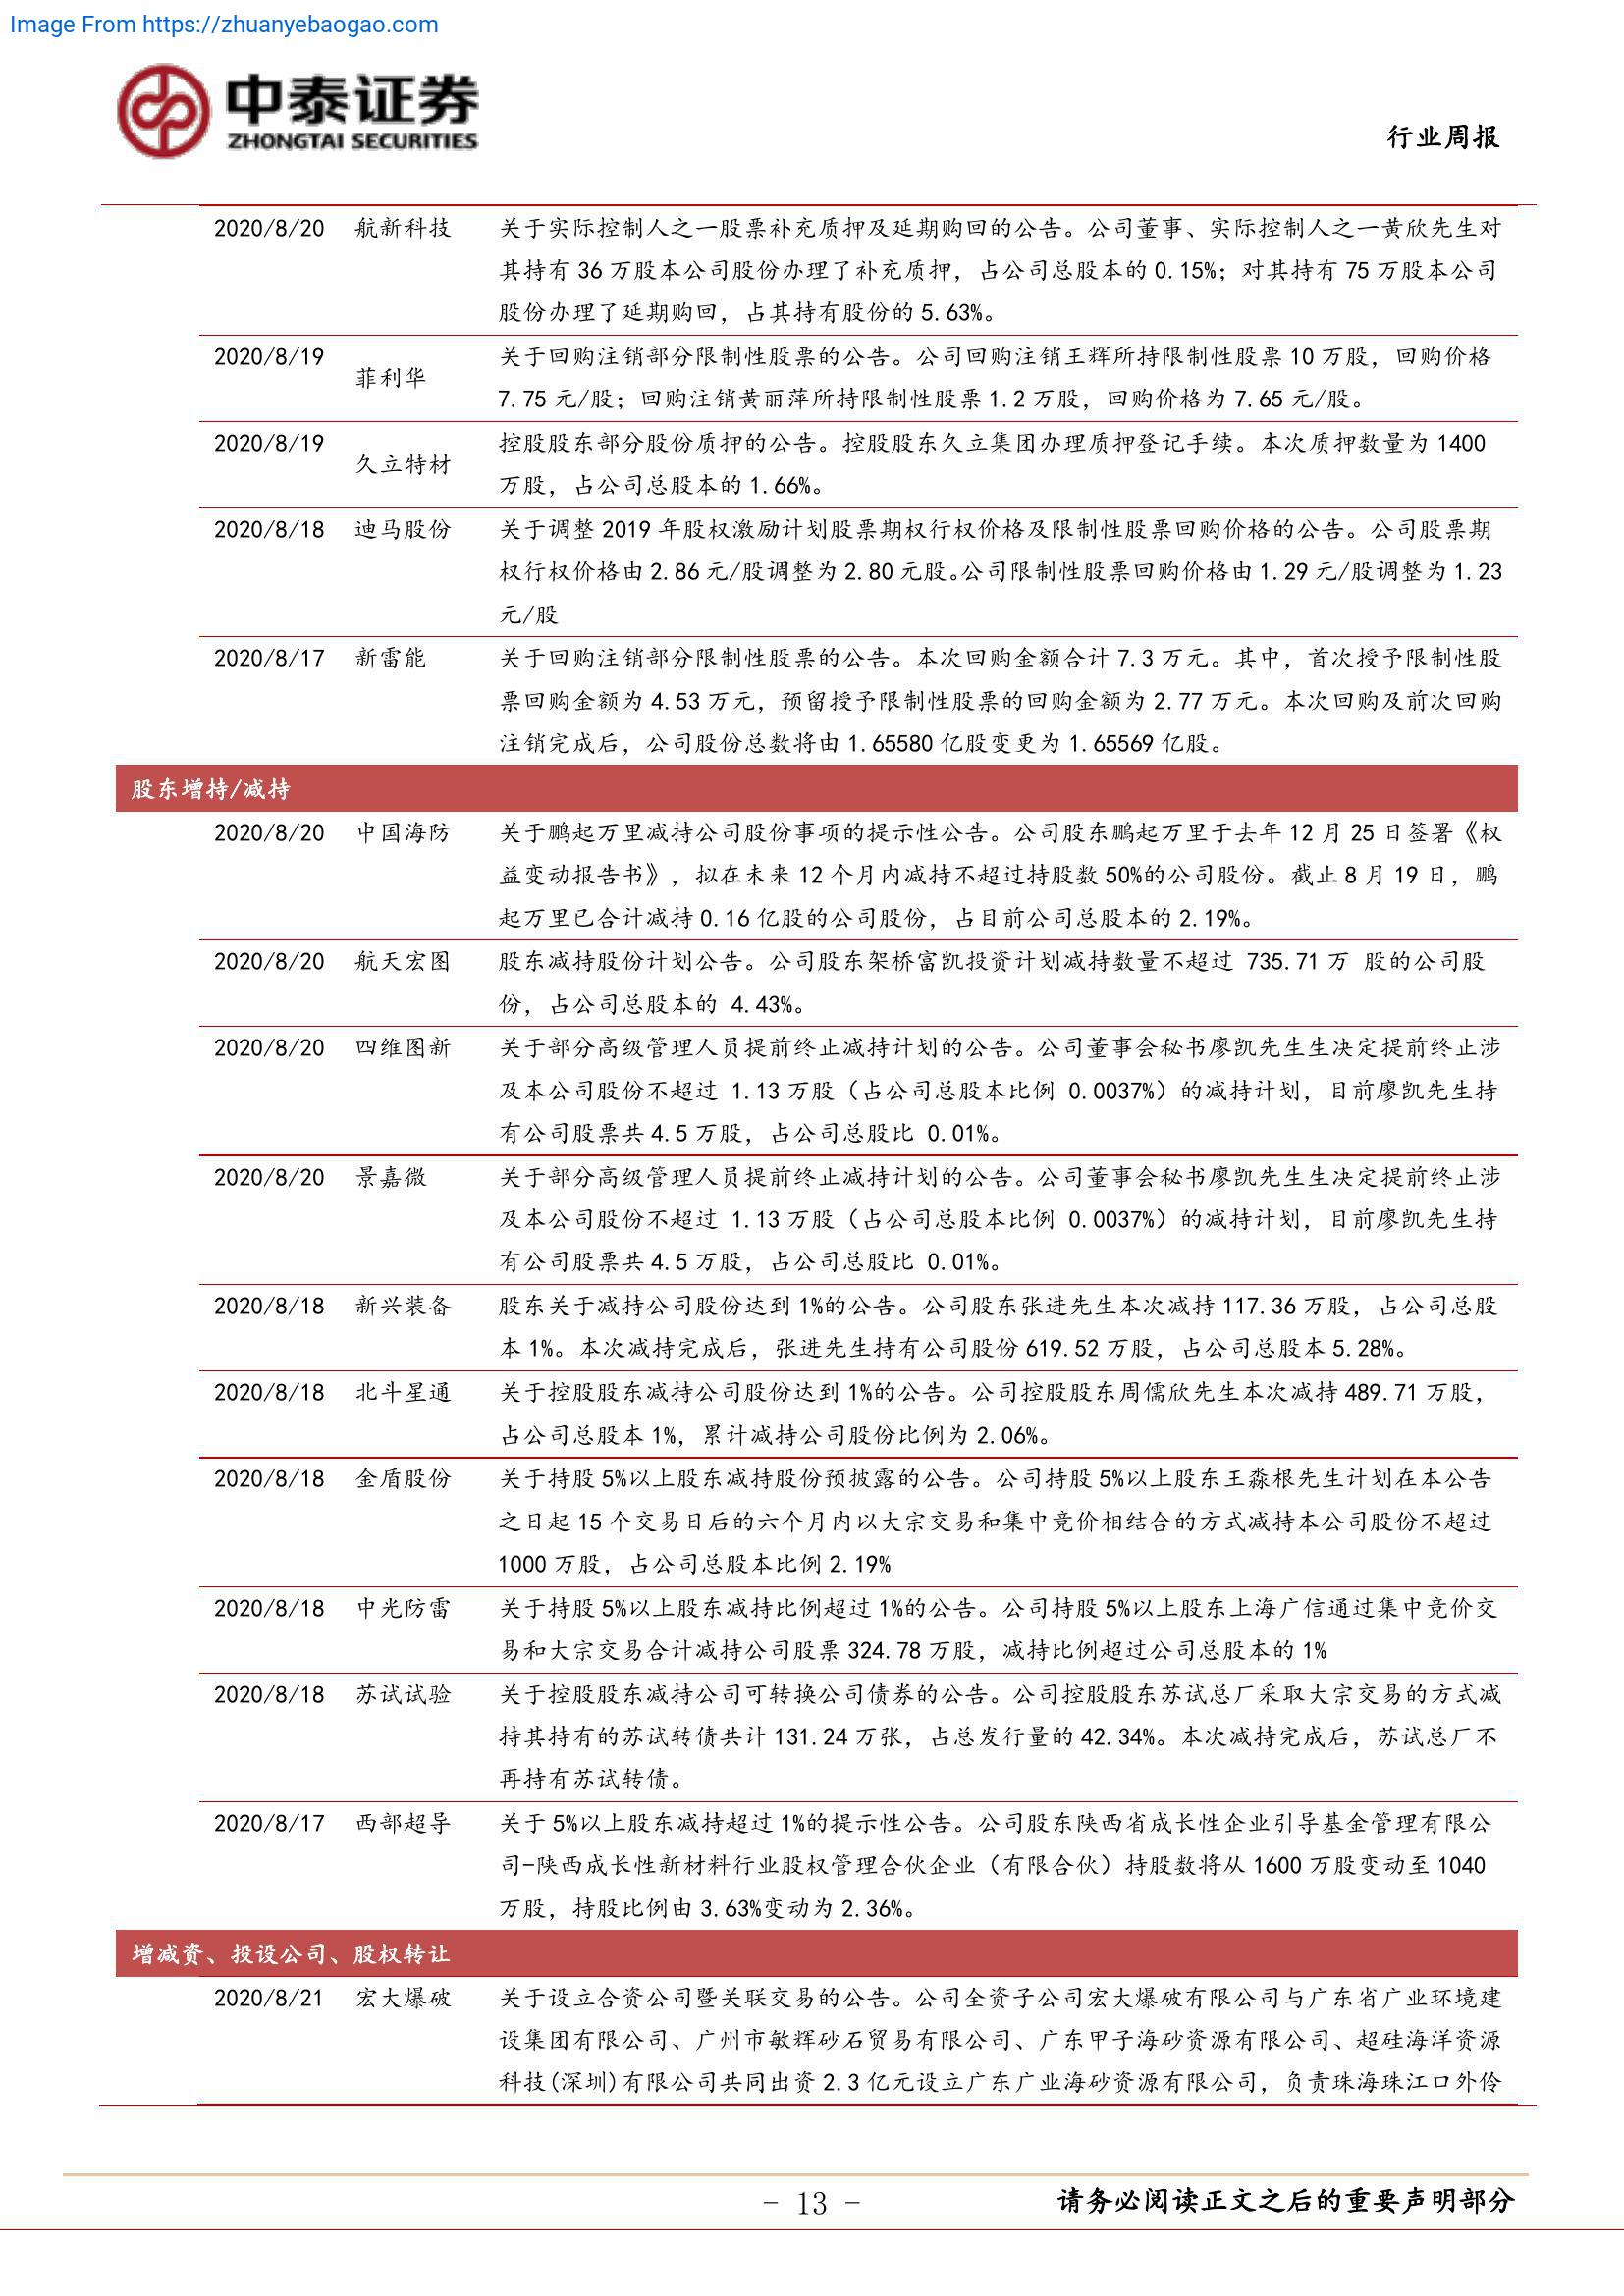 Image From https://zhuanyebaogao.com
中泰证券
ZHONGTAI SECURITIES
行业周报
2020/8/20 航新科技 关于实际控制人之一股票补充质押及延期购回的公告。公司董事、实际控制人之一黄欣先生对
其持有 36 万股本公司股份办理了补充质押，占公司总股本的 0.15%；对其持有 75 万股本公司
股份办理了延期购回，占其持有股份的 5.63%。
2020/8/19 菲利华 关于回购注销部分限制性股票的公告。公司回购注销王辉所持限制性股票 10 万股，回购价格
7.75 元/股；回购注销黄丽萍所持限制性股票 1.2 万股，回购价格为 7.65 元/股。
2020/8/19 久立特材 控股股东部分股份质押的公告。控股股东久立集团办理质押登记手续。本次质押数量为 1400
万股，占公司总股本的 1.66%。
2020/8/18 迪马股份 关于调整 2019 年股权激励计划股票期权行权价格及限制性股票回购价格的公告。公司股票期
权行权价格由 2.86 元/股调整为 2.80 元股。公司限制性股票回购价格由 1.29 元/股调整为 1.23
元/股
2020/8/17 新雷能 关于回购注销部分限制性股票的公告。本次回购金额合计 7.3 万元。其中，首次授予限制性股
票回购金额为 4.53 万元，预留授予限制性股票的回购金额为 2.77 万元。本次回购及前次回购
注销完成后，公司股份总数将由 1.65580 亿股变更为 1.65569 亿股。
股东增持/减持
2020/8/20 中国海防 关于鹏起万里减持公司股份事项的提示性公告。公司股东鹏起万里于去年 12 月 25 日签署《权
益变动报告书》，拟在未来 12 个月内减持不超过持股数 50%的公司股份。截止 8 月 19 日，鹏
起万里已合计减持 0.16 亿股的公司股份，占目前公司总股本的 2.19%。
2020/8/20 航天宏图 股东减持股份计划公告。公司股东架桥富凯投资计划减持数量不超过 735.71 万 股的公司股
份，占公司总股本的 4.43%。
2020/8/20 四维图新 关于部分高级管理人员提前终止减持计划的公告。公司董事会秘书廖凯先生生决定提前终止涉
及本公司股份不超过 1.13 万股（占公司总股本比例 0.0037%）的减持计划，目前廖凯先生持
有公司股票共 4.5 万股，占公司总股比 0.01%。
2020/8/20 景嘉微 关于部分高级管理人员提前终止减持计划的公告。公司董事会秘书廖凯先生生决定提前终止涉
及本公司股份不超过 1.13 万股（占公司总股本比例 0.0037%）的减持计划，目前廖凯先生持
有公司股票共 4.5 万股，占公司总股比 0.01%。
2020/8/18 新兴装备 股东关于减持公司股份达到 1%的公告。公司股东张进先生本次减持 117.36 万股，占公司总股
本 1%。本次减持完成后，张进先生持有公司股份 619.52 万股，占公司总股本 5.28%。
2020/8/18 北斗星通 关于控股股东减持公司股份达到 1%的公告。公司控股股东周儒欣先生本次减持 489.71 万股，
占公司总股本 1%，累计减持公司股份比例为 2.06%。
2020/8/18 金盾股份 关于持股 5%以上股东减持股份预披露的公告。公司持股 5%以上股东王淼根先生计划在本公告
之日起 15 个交易日后的六个月内以大宗交易和集中竞价相结合的方式减持本公司股份不超过
1000 万股，占公司总股本比例 2.19%
2020/8/18 中光防雷 关于持股 5%以上股东减持比例超过 1%的公告。公司持股 5%以上股东上海广信通过集中竞价交
易和大宗交易合计减持公司股票 324.78 万股，减持比例超过公司总股本的 1%
2020/8/18 苏试试验 关于控股股东减持公司可转换公司债券的公告。公司控股股东苏试总厂采取大宗交易的方式减
持其持有的苏试转债共计 131.24 万张，占总发行量的 42.34%。本次减持完成后，苏试总厂不
再持有苏试转债。
2020/8/17 西部超导 关于 5%以上股东减持超过 1%的提示性公告。公司股东陕西省成长性企业引导基金管理有限公
司-陕西成长性新材料行业股权管理合伙企业（有限合伙）持股数将从 1600 万股变动至 1040
万股，持股比例由 3.63%变动为 2.36%。
增减资、投设公司、股权转让
2020/8/21 宏大爆破 关于设立合资公司暨关联交易的公告。公司全资子公司宏大爆破有限公司与广东省广业环境建
设集团有限公司、广州市敏辉砂石贸易有限公司、广东甲子海砂资源有限公司、超硅海洋资源
科技(深圳)有限公司共同出资 2.3 亿元设立广东广业海砂资源有限公司，负责珠海珠江口外伶
- 13 -
请务必阅读正文之后的重要声明部分